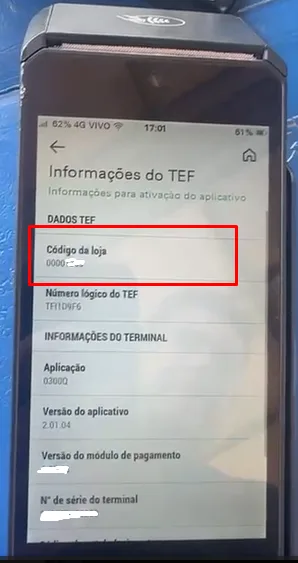 62% 4G VIVO 17:01 61%
Informações do TEF
Informações para ativação do aplicativo
DADOS TEF
Código da loja
0000
Número lógico do TEF
TFI1D9F6
INFORMAÇÕES DO TERMINAL
Aplicação
0300Q
Versão do aplicativo
2.01.04
Versão do módulo de pagamento
N° de série do terminal